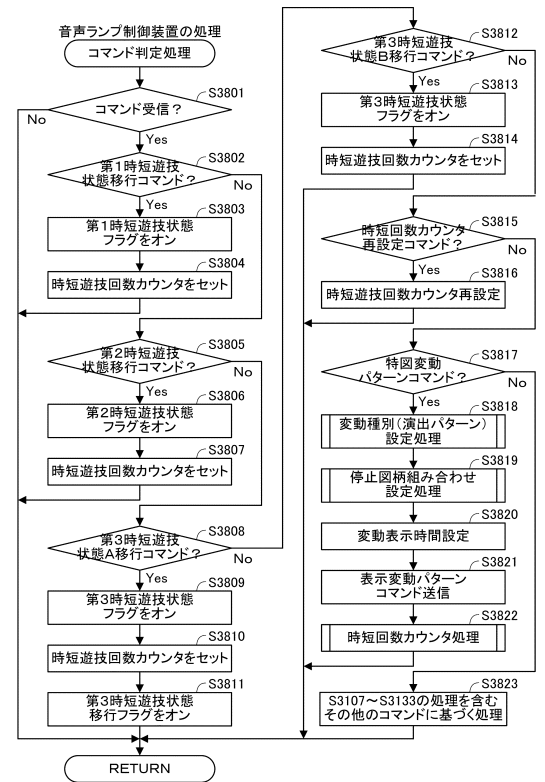 音声ランプ制御装置の処理
コマンド判定処理
S3801
コマンド受信？
No
Yes
S3802
第1時短遊技
状態移行コマンド？
No
Yes
S3803
第1時短遊技状態
フラグをオン
S3804
時短遊技回数カウンタをセット
S3805
第2時短遊技
状態移行コマンド？
No
Yes
S3806
第2時短遊技状態
フラグをオン
S3807
時短遊技回数カウンタをセット
S3808
第3時短遊技
状態A移行コマンド？
No
Yes
S3809
第3時短遊技状態
フラグをオン
S3810
時短遊技回数カウンタをセット
S3811
第3時短遊技状態
移行フラグをオン
RETURN
S3812
第3時短遊技
状態B移行コマンド？
No
Yes
S3813
第3時短遊技状態
フラグをオン
S3814
時短遊技回数カウンタをセット
S3815
時短回数カウンタ
再設定コマンド？
No
Yes
S3816
時短遊技回数カウンタ再設定
S3817
特図変動
パターンコマンド？
No
Yes
S3818
変動種別（演出パターン）
設定処理
S3819
停止図柄組み合わせ
設定処理
S3820
変動表示時間設定
S3821
表示変動パターン
コマンド送信
S3822
時短回数カウンタ処理
S3823
S3107～S3133の処理を含む
その他のコマンドに基づく処理